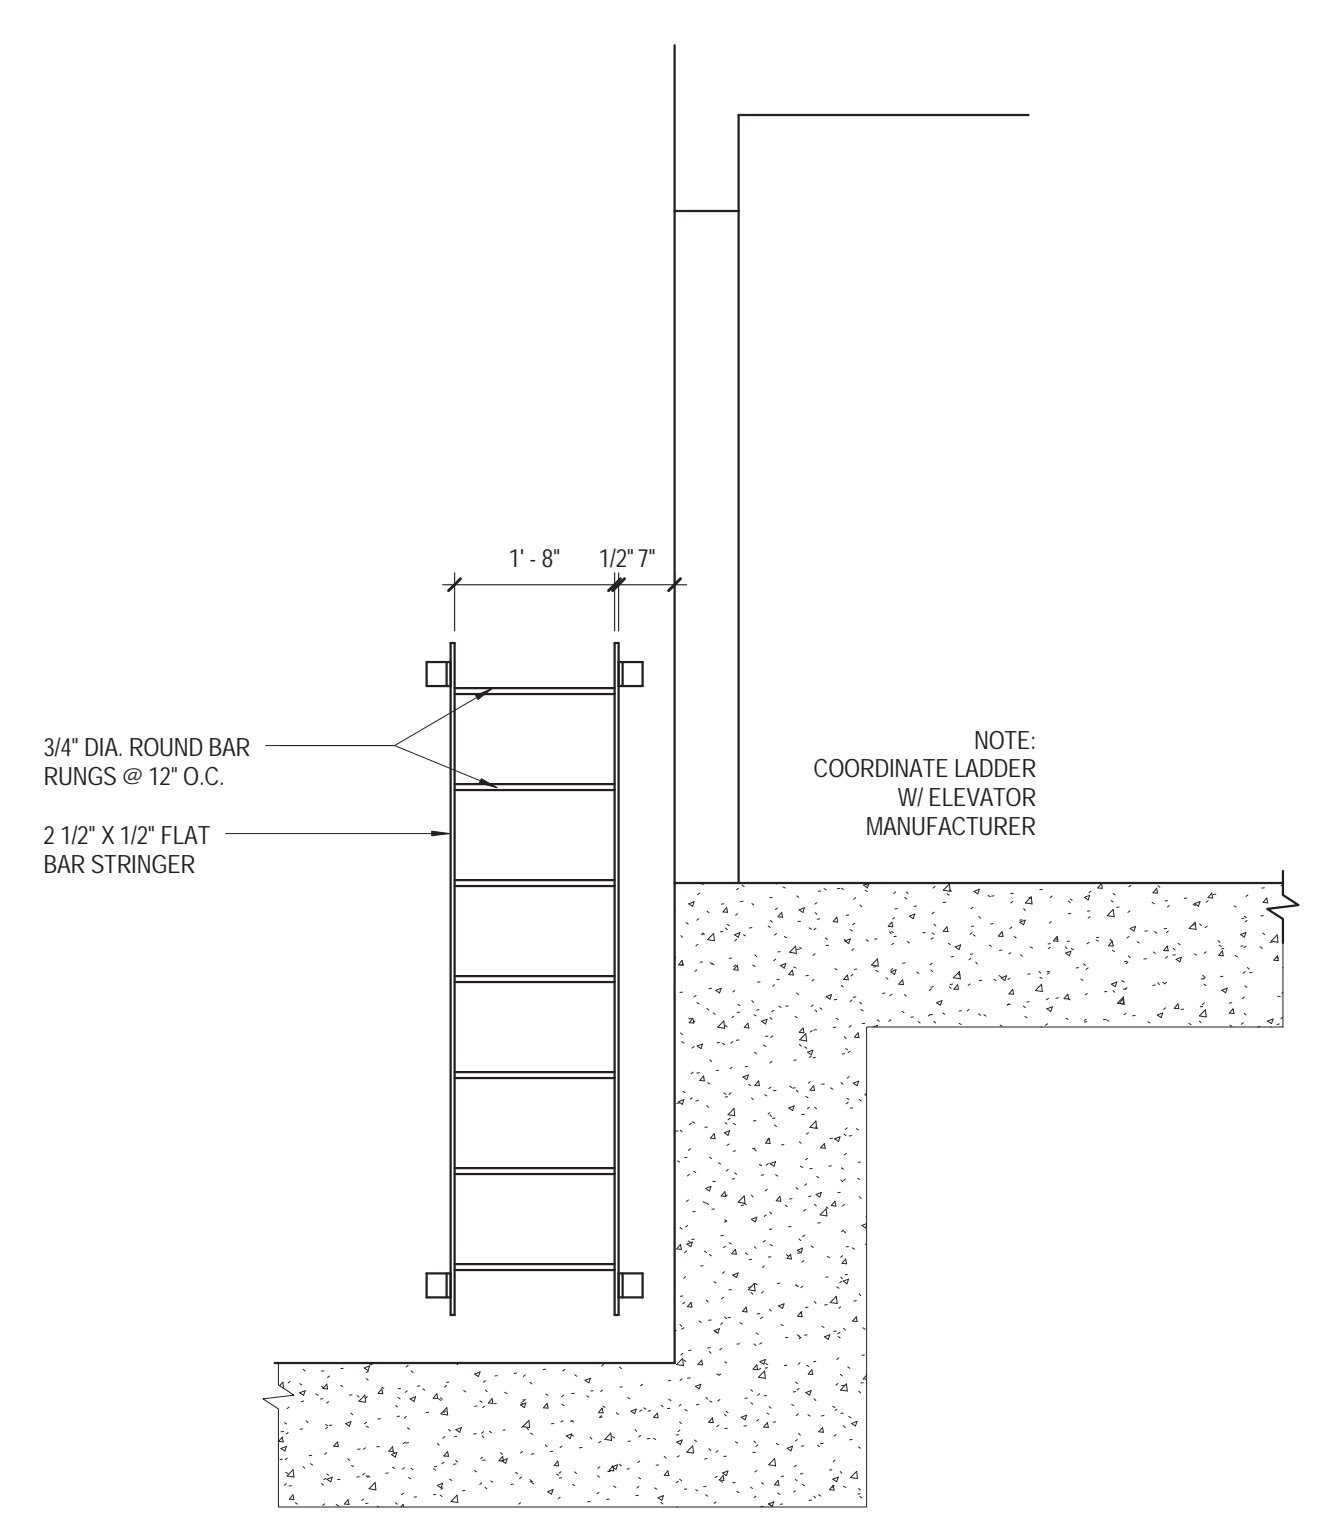 1' - 8" 1/2" 7"
3/4" DIA. ROUND BAR
RUNGS @ 12" O.C.
2 1/2" X 1/2" FLAT
BAR STRINGER
NOTE:
COORDINATE LADDER
W/ ELEVATOR
MANUFACTURER